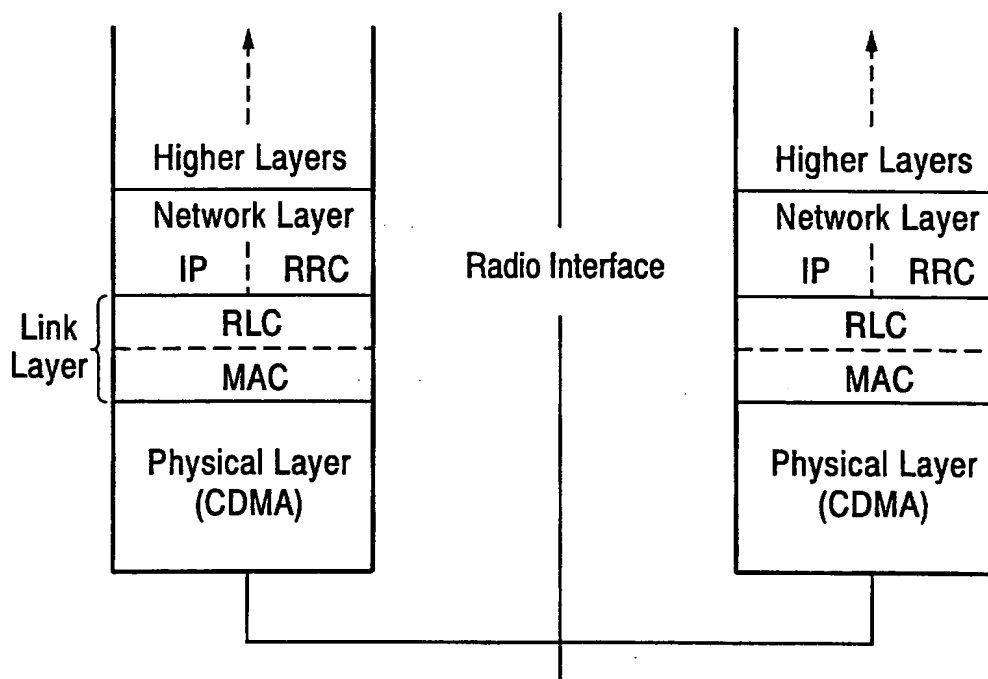 Higher Layers
Network Layer
IP RRC
Link
Layer
RLC
MAC
Physical Layer
(CDMA)
Radio Interface
Higher Layers
Network Layer
IP RRC
RLC
MAC
Physical Layer
(CDMA)